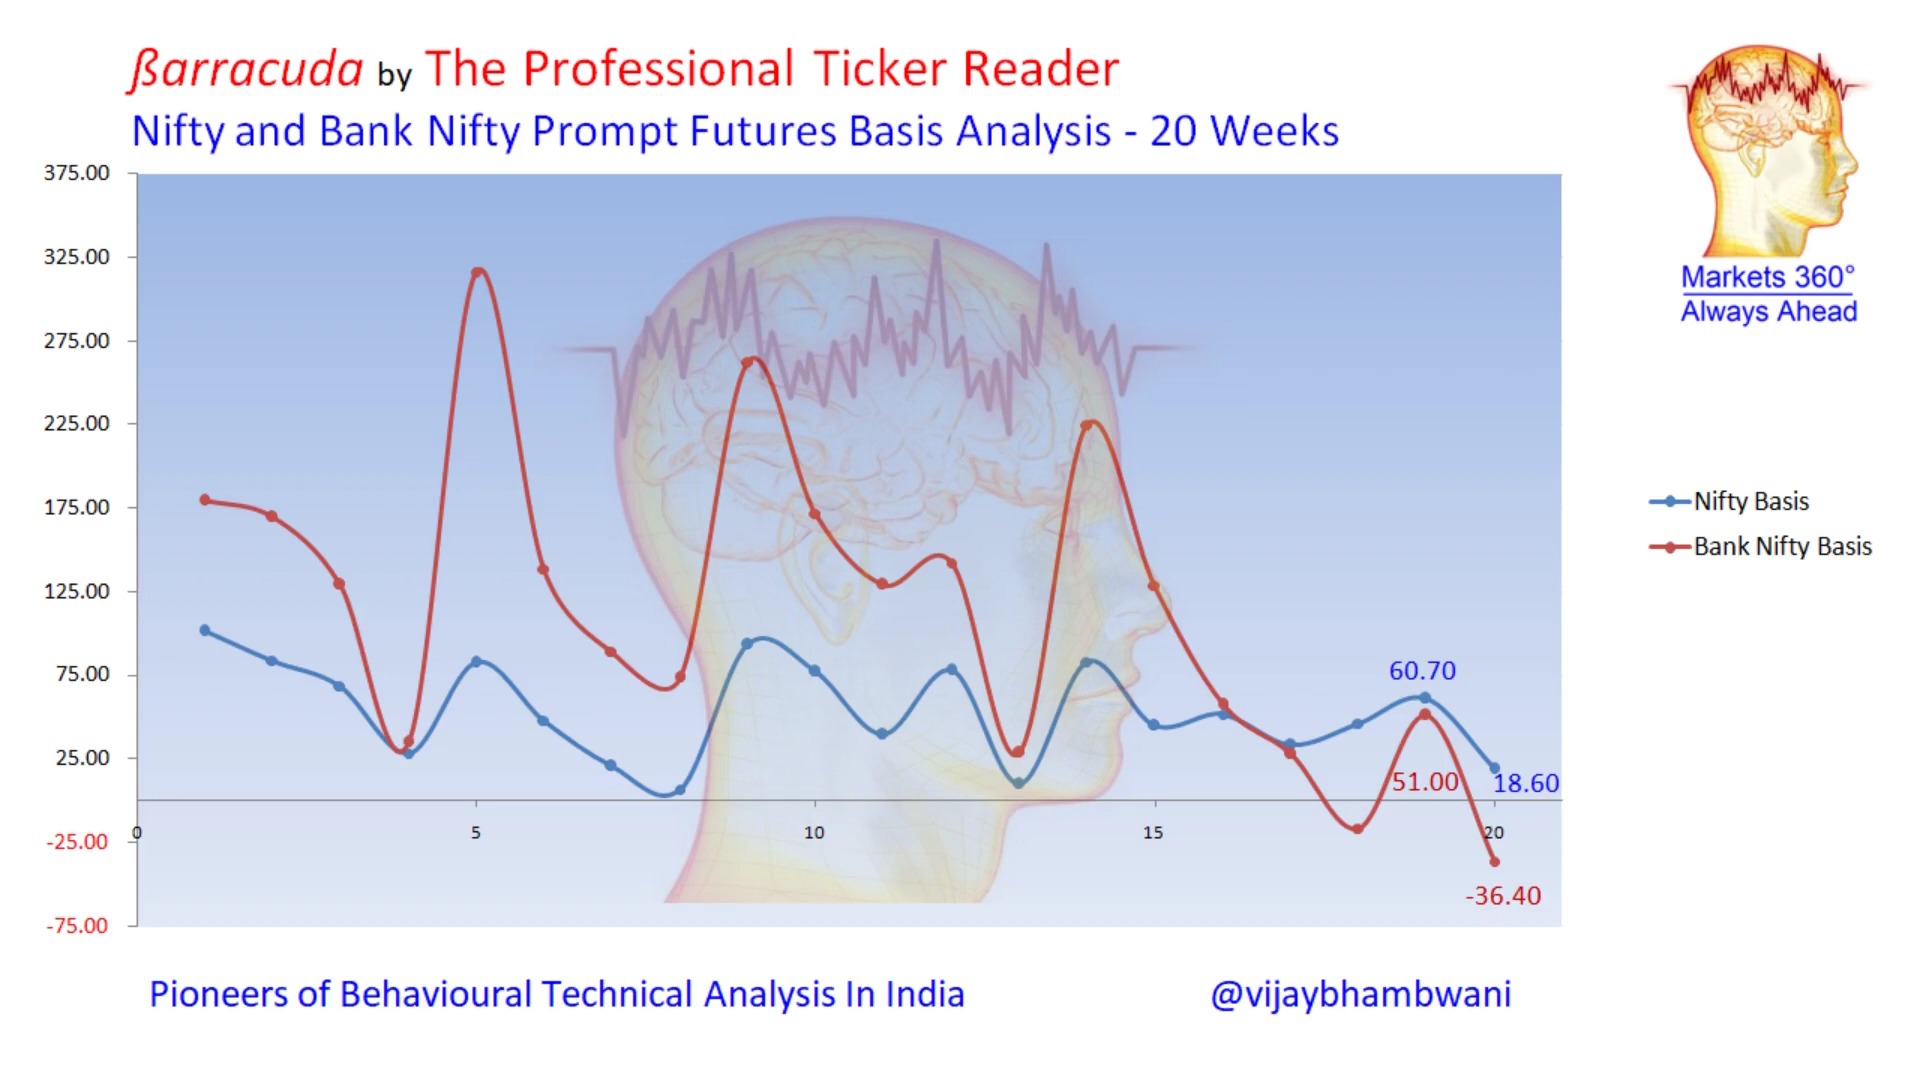 ßarracuda by The Professional Ticker Reader
Nifty and Bank Nifty Prompt Futures Basis Analysis - 20 Weeks
Markets 360°
Always Ahead
375.00
325.00
275.00
225.00
175.00
125.00
75.00
25.00
-25.00
-75.00
0
5
10
15
20
60.70
51.00
18.60
-36.40
Nifty Basis
Bank Nifty Basis
Pioneers of Behavioural Technical Analysis In India
@vijaybhambwani